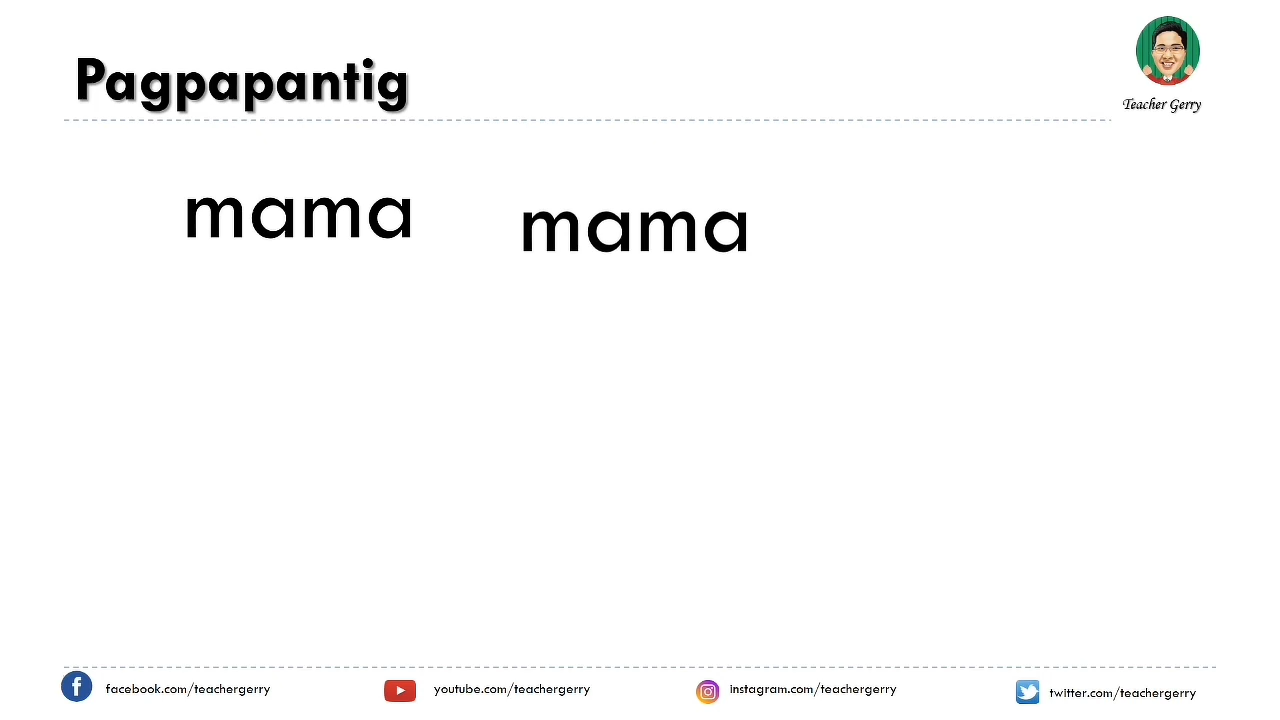 Pagpapantig
Teacher Gerry
mama mama
facebook.com/teachergerry youtube.com/teachergerry instagram.com/teachergerry twitter.com/teachergerry